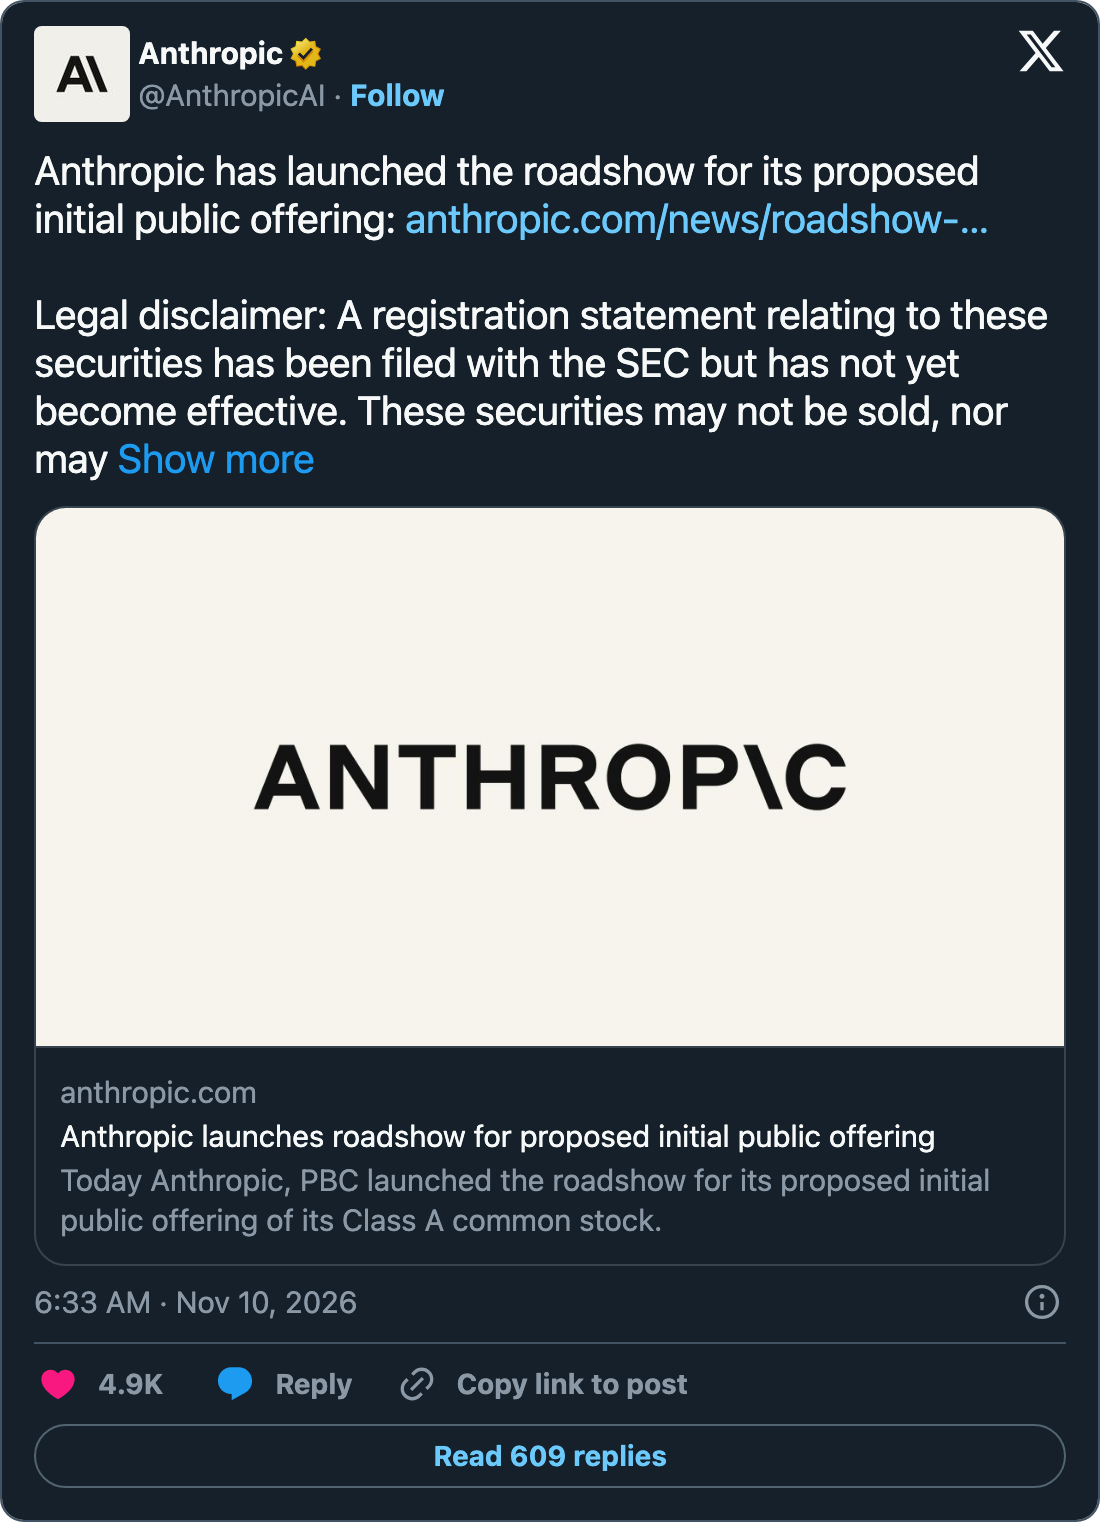 Anthropic
@AnthropicAI · Follow
Anthropic has launched the roadshow for its proposed
initial public offering: anthropic.com/news/roadshow-…
Legal disclaimer: A registration statement relating to these
securities has been filed with the SEC but has not yet
become effective. These securities may not be sold, nor
may Show more
ANTHROP\C
anthropic.com
Anthropic launches roadshow for proposed initial public offering
Today Anthropic, PBC launched the roadshow for its proposed initial
public offering of its Class A common stock.
6:33 AM · Nov 10, 2026
4.9K Reply Copy link to post
Read 609 replies